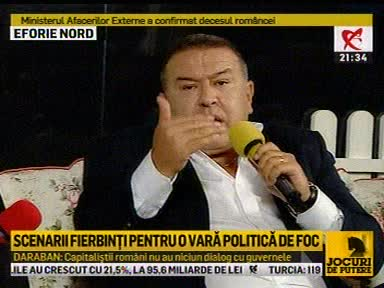 Ministerul Afacerilor Externe a confirmat decesul româncei
EFORIE NORD
21:34
SCENARII FIERBINȚI PENTRU O VARĂ POLITICĂ DE FOC
DARABAN: Capitaliștii români nu au niciun dialog cu guvernele
JOCURI
DE PUTERE
.ILE AU CRESCUT CU 21,5%, LA 95,6 MILIARDE DE LEI
TURCIA: 119